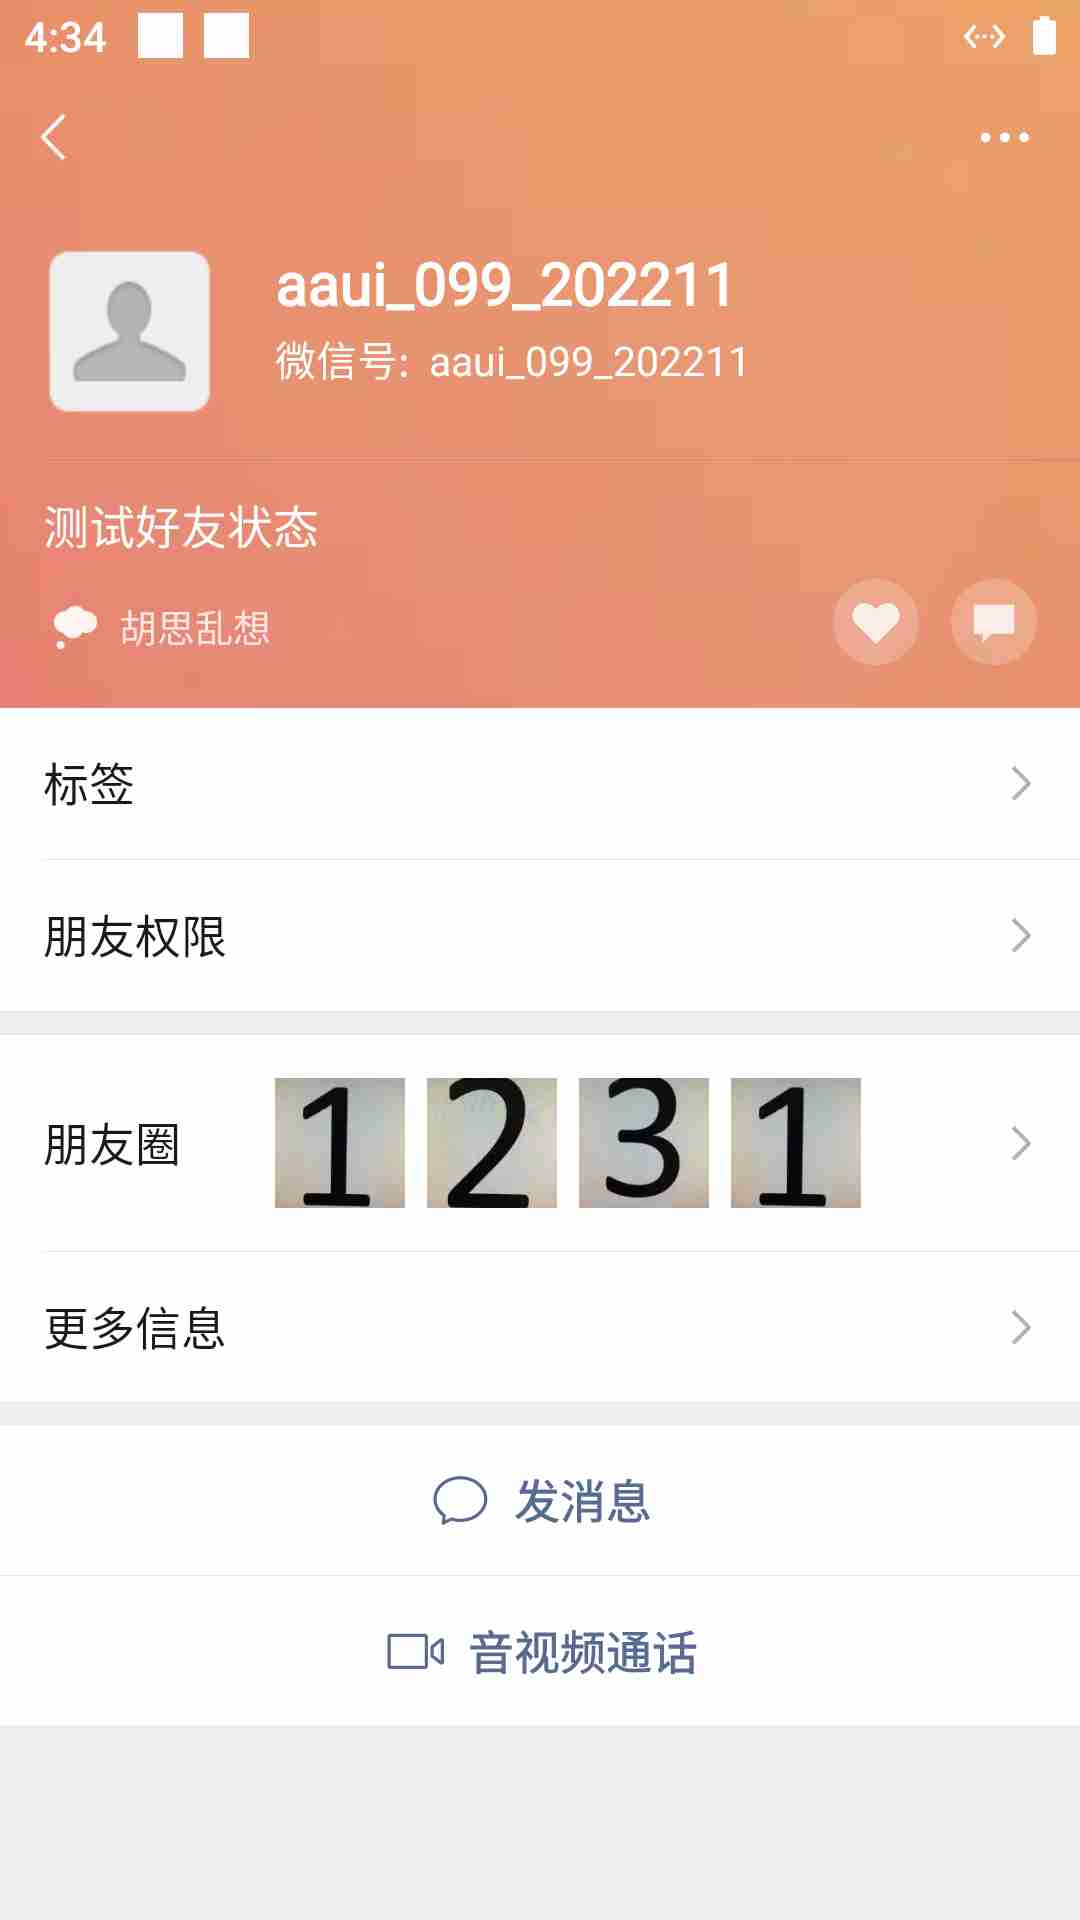 4:34
aaui_099_202211
微信号: aaui_099_202211
测试好友状态
胡思乱想
标签
朋友权限
朋友圈 1 2 3 1
更多信息
发消息
音视频通话